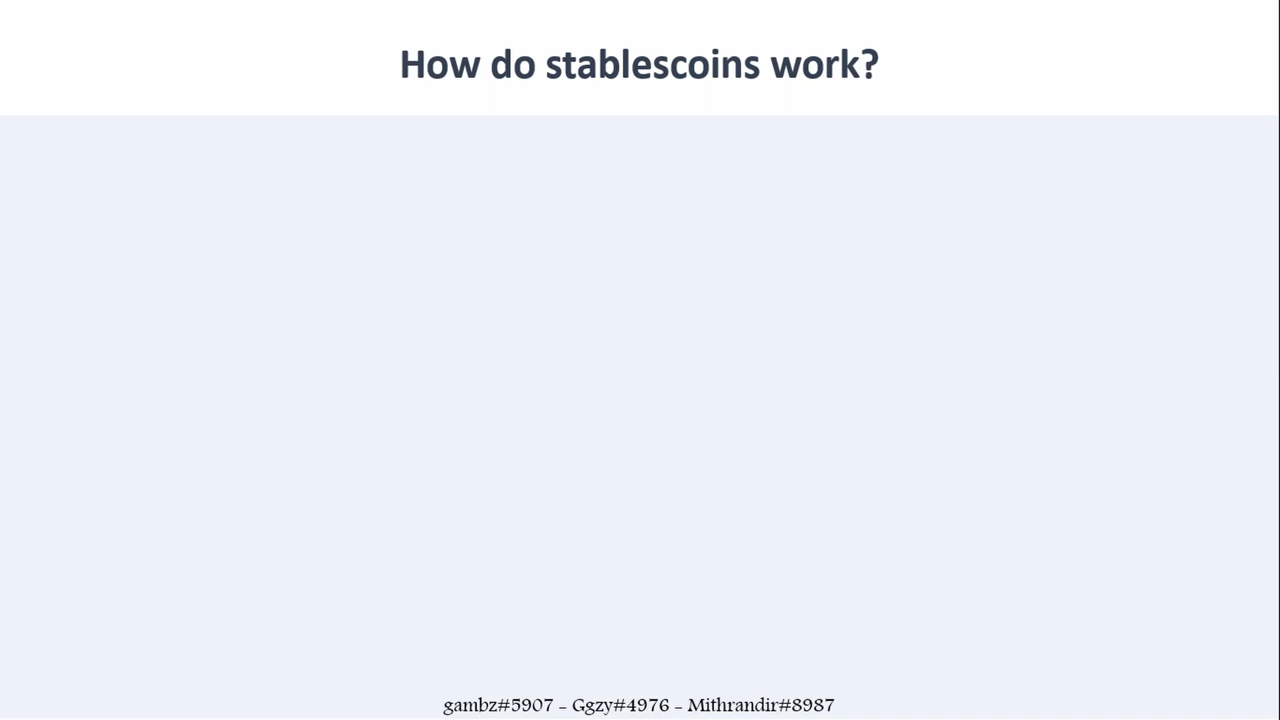 How do stablescoins work?
gambz#5907 – Ggzy#4976 – Mithrandir#8987